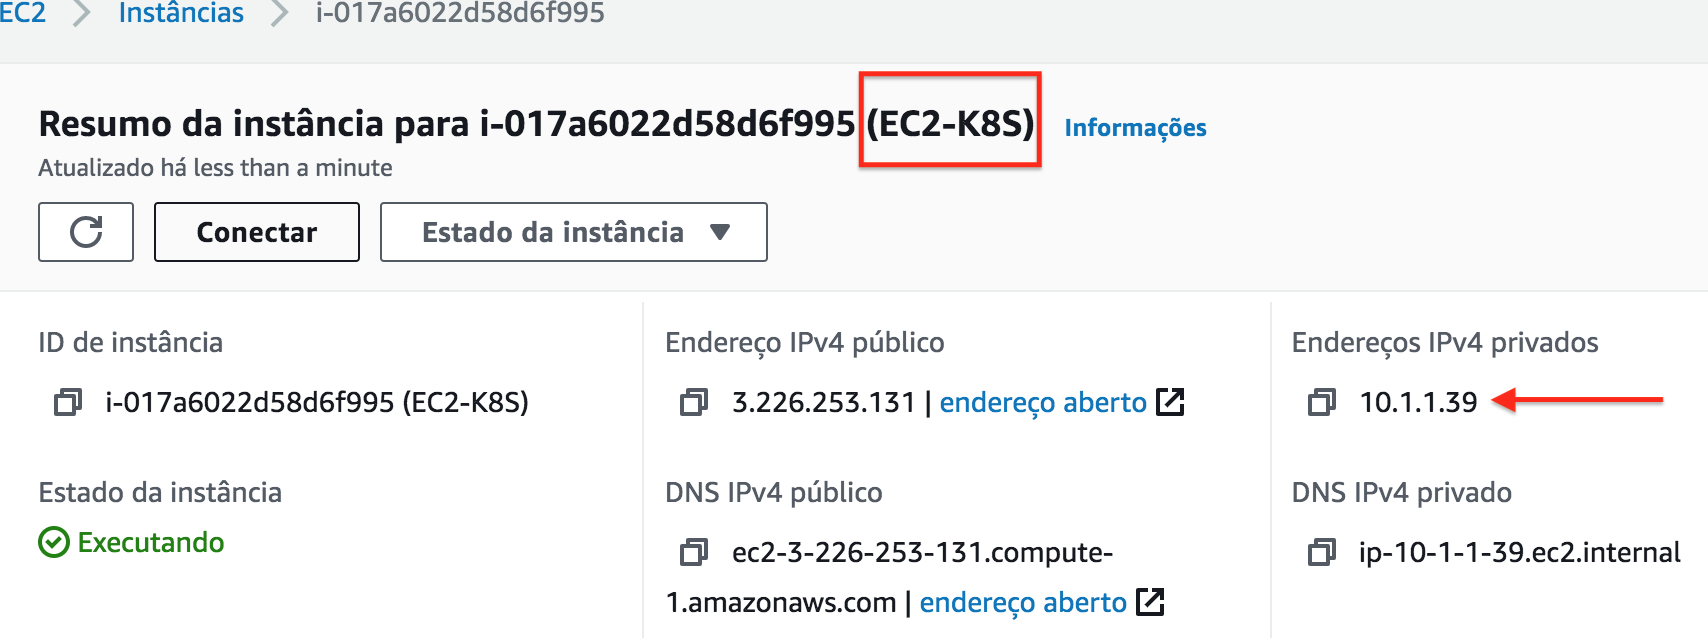 EC2 > Instâncias > i-017a6022d58d6f995
Resumo da instância para i-017a6022d58d6f995 (EC2-K8S) Informações
Atualizado há less than a minute
Conectar Estado da instância
ID de instância
i-017a6022d58d6f995 (EC2-K8S)
Estado da instância
Executando
Endereço IPv4 público
3.226.253.131 | endereço aberto
DNS IPv4 público
ec2-3-226-253-131.compute-
1.amazonaws.com | endereço aberto
Endereços IPv4 privados
10.1.1.39
DNS IPv4 privado
ip-10-1-1-39.ec2.internal